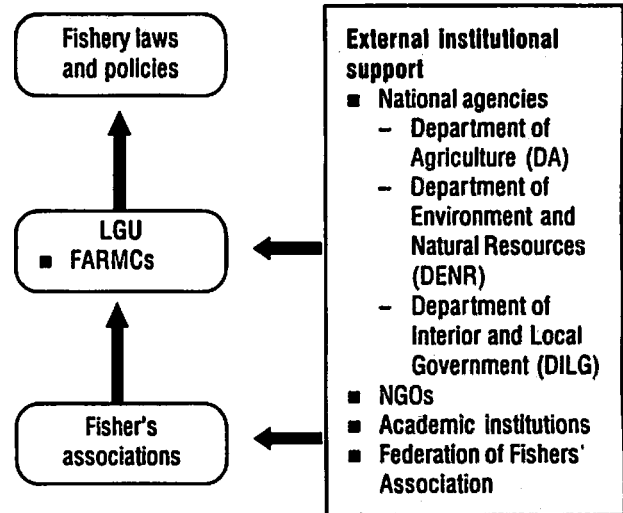 Fishery laws
and policies
LGU
■ FARMCs
Fisher's
associations
External institutional
support
■ National agencies
– Department of
Agriculture (DA)
– Department of
Environment and
Natural Resources
(DENR)
– Department of
Interior and Local
Government (DILG)
■ NGOs
■ Academic institutions
■ Federation of Fishers'
Association